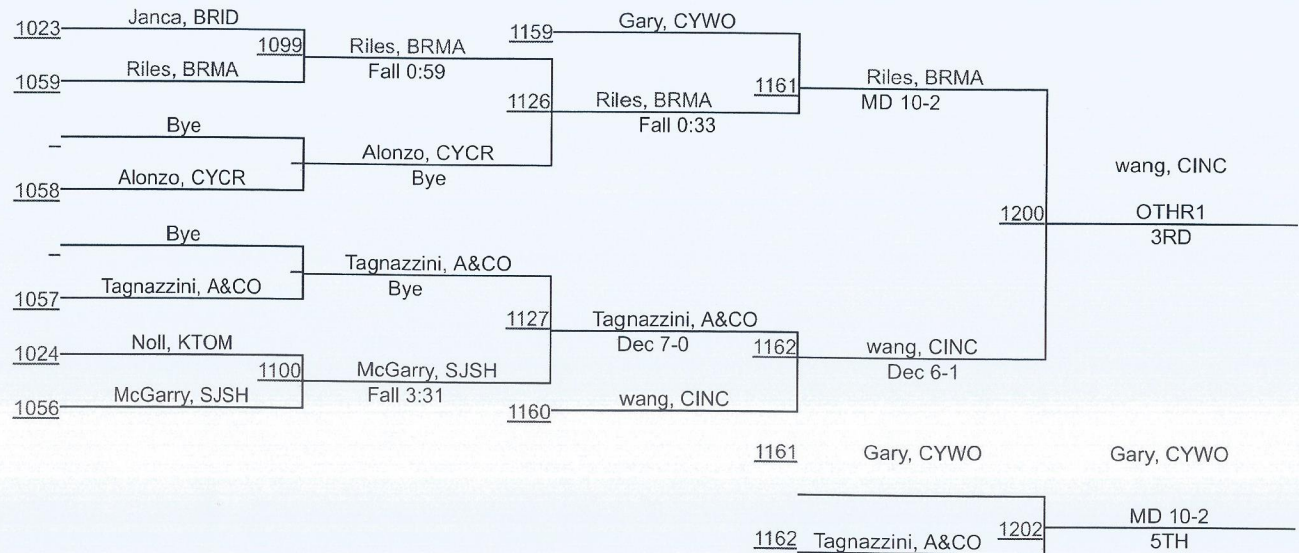 1023 Janca, BRID
1099
1059 Riles, BRMA
Riles, BRMA
Fall 0:59
Bye
1058 Alonzo, CYCR
Alonzo, CYCR
Bye
1126
Riles, BRMA
Fall 0:33
1159 Gary, CYWO
1161
Riles, BRMA
MD 10-2
Bye
1057 Tagnazzini, A&CO
Tagnazzini, A&CO
Bye
1024 Noll, KTOM
1100
1056 McGarry, SJSH
McGarry, SJSH
Fall 3:31
1127
Tagnazzini, A&CO
Dec 7-0
1160 wang, CINC
1162
wang, CINC
Dec 6-1
1200
wang, CINC
OTHR1
3RD
1161 Gary, CYWO
1162 Tagnazzini, A&CO
1202
Gary, CYWO
MD 10-2
5TH